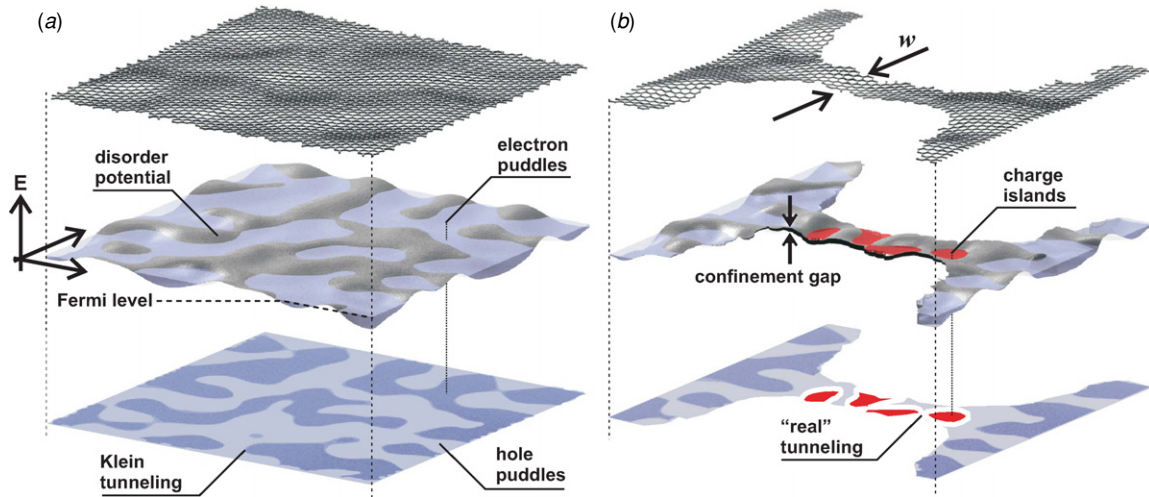 (a)
disorder
potential
electron
puddles
E
Fermi level
Klein
tunneling
hole
puddles
(b)
w
charge
islands
confinement gap
“real”
tunneling